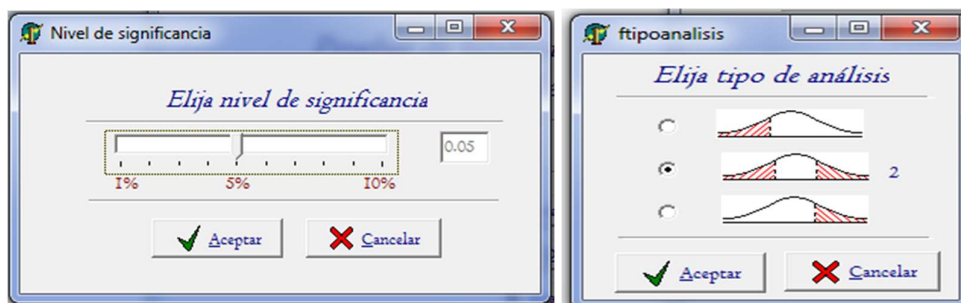 Nivel de significancia
Elija nivel de significancia
0.05
1% 5% 10%
Aceptar Cancelar
ftipoanalisis
Elija tipo de análisis
2
Aceptar Cancelar